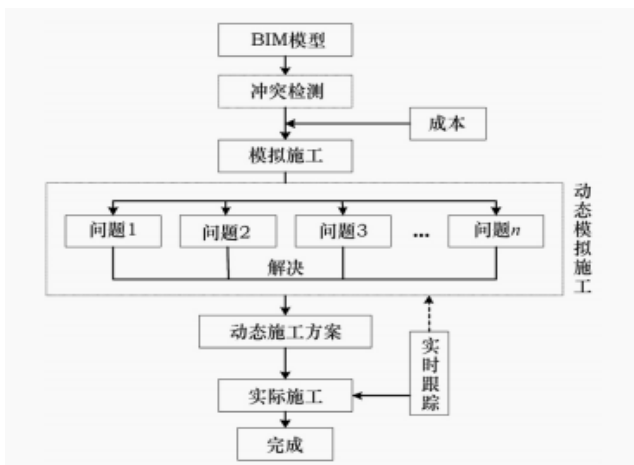 BIM模型
冲突检测
成本
模拟施工
动态模拟施工
问题1
问题2
问题3
...
问题n
解决
动态施工方案
实时跟踪
实际施工
完成